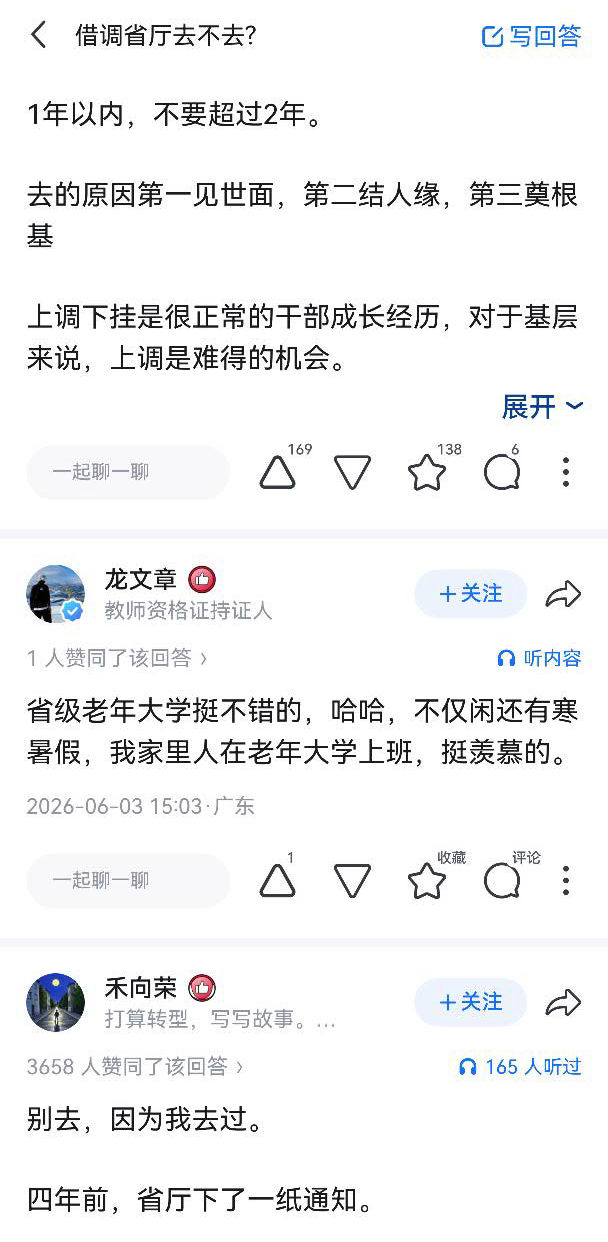 借调省厅去不去?
写回答
1年以内，不要超过2年。
去的原因第一见世面，第二结人缘，第三奠根
基
上调下挂是很正常的干部成长经历，对于基层
来说，上调是难得的机会。
展开
一起聊一聊
169
138
6
龙文章
教师资格证持证人
+关注
1 人赞同了该回答 ›
听内容
省级老年大学挺不错的，哈哈，不仅闲还有寒
暑假，我家里人在老年大学上班，挺羡慕的。
2026-06-03 15:03·广东
一起聊一聊
1
收藏
评论
禾向荣
打算转型，写写故事。…
+关注
3658 人赞同了该回答 ›
165 人听过
别去，因为我去过。
四年前，省厅下了一纸通知。